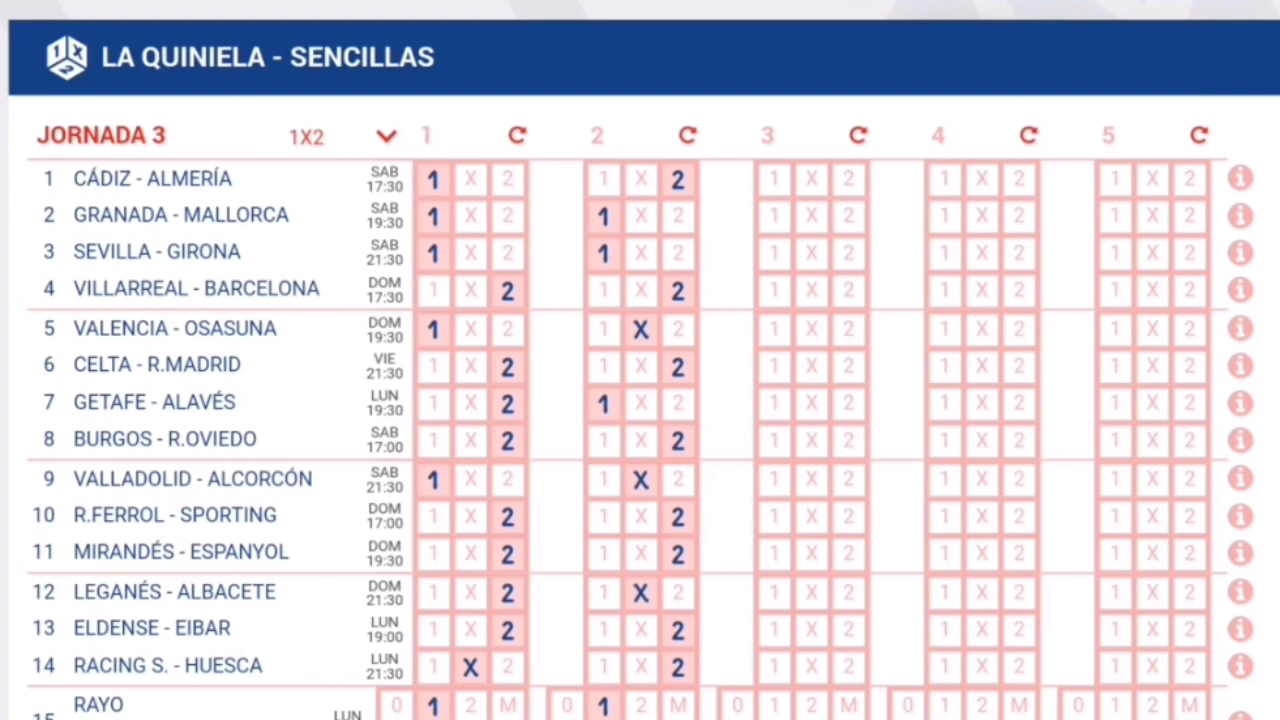 1 X 2
LA QUINIELA - SENCILLAS
JORNADA 3 1X2 1 2 3 4 5
1 CÁDIZ - ALMERÍA SAB 17:30 1 X 2 1 X 2 1 X 2 1 X 2 1 X 2
2 GRANADA - MALLORCA SAB 19:30 1 X 2 1 X 2 1 X 2 1 X 2 1 X 2
3 SEVILLA - GIRONA SAB 21:30 1 X 2 1 X 2 1 X 2 1 X 2 1 X 2
4 VILLARREAL - BARCELONA DOM 17:30 1 X 2 1 X 2 1 X 2 1 X 2 1 X 2
5 VALENCIA - OSASUNA DOM 19:30 1 X 2 1 X 2 1 X 2 1 X 2 1 X 2
6 CELTA - R.MADRID VIE 21:30 1 X 2 1 X 2 1 X 2 1 X 2 1 X 2
7 GETAFE - ALAVÉS LUN 19:30 1 X 2 1 X 2 1 X 2 1 X 2 1 X 2
8 BURGOS - R.OVIEDO SAB 17:00 1 X 2 1 X 2 1 X 2 1 X 2 1 X 2
9 VALLADOLID - ALCORCÓN SAB 21:30 1 X 2 1 X 2 1 X 2 1 X 2 1 X 2
10 R.FERROL - SPORTING DOM 17:00 1 X 2 1 X 2 1 X 2 1 X 2 1 X 2
11 MIRANDÉS - ESPANYOL DOM 19:30 1 X 2 1 X 2 1 X 2 1 X 2 1 X 2
12 LEGANÉS - ALBACETE DOM 21:30 1 X 2 1 X 2 1 X 2 1 X 2 1 X 2
13 ELDENSE - EIBAR LUN 19:00 1 X 2 1 X 2 1 X 2 1 X 2 1 X 2
14 RACING S. - HUESCA LUN 21:30 1 X 2 1 X 2 1 X 2 1 X 2 1 X 2
RAYO 0 1 2 M 0 1 2 M 0 1 2 M 0 1 2 M 0 1 2 M
15 LUN